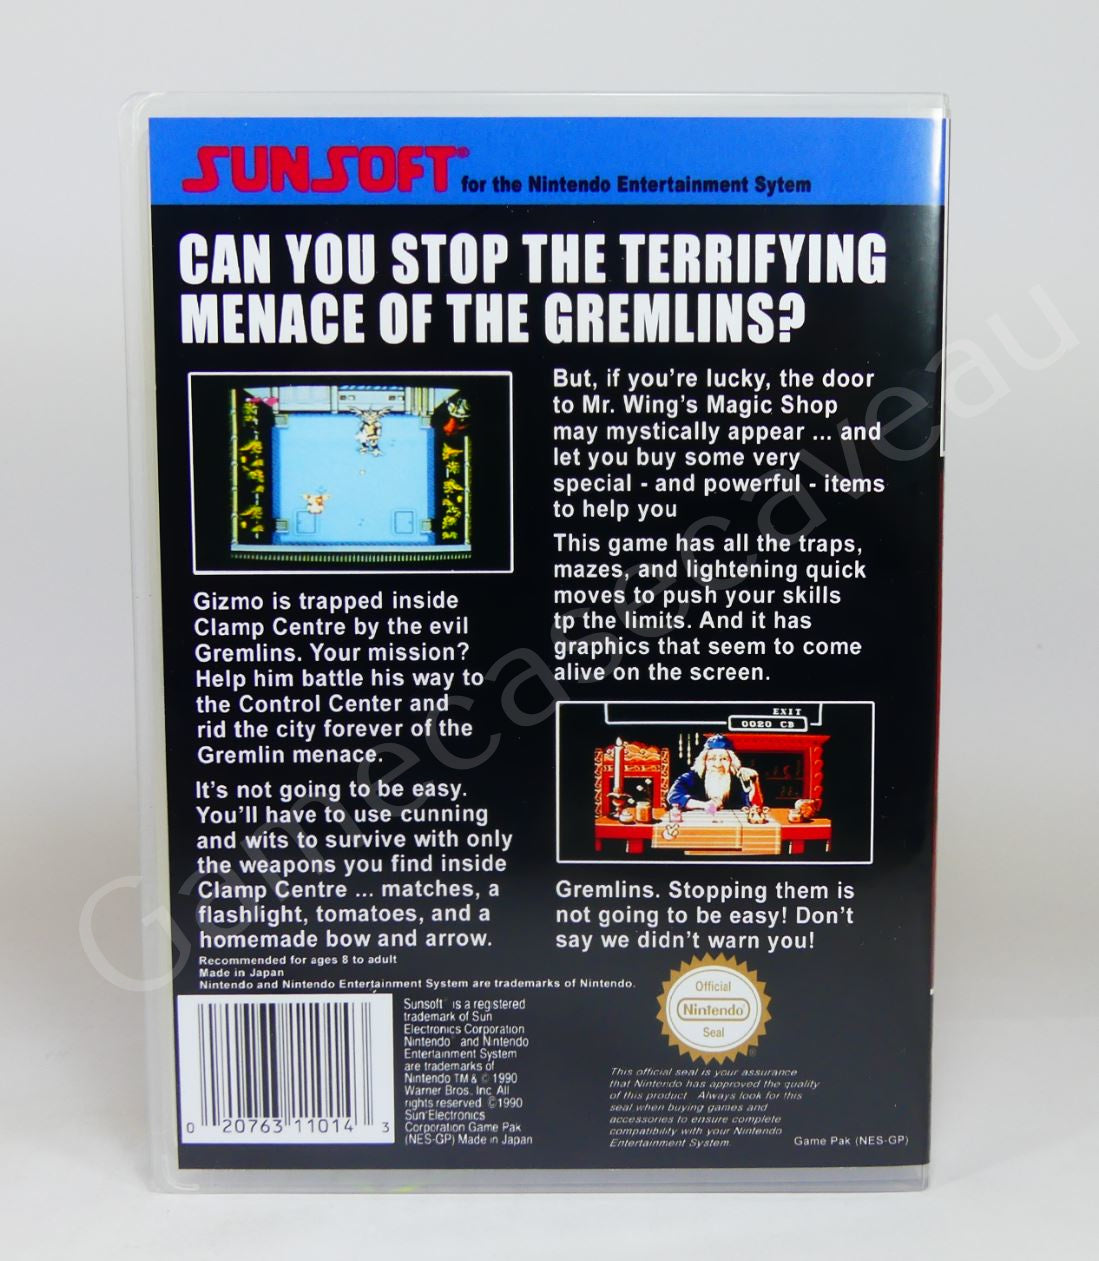 SUNSOFT® for the Nintendo Entertainment Sytem
CAN YOU STOP THE TERRIFYING
MENACE OF THE GREMLINS?
Gizmo is trapped inside
Clamp Centre by the evil
Gremlins. Your mission?
Help him battle his way to
the Control Center and
rid the city forever of the
Gremlin menace.
It's not going to be easy.
You'll have to use cunning
and wits to survive with only
the weapons you find inside
Clamp Centre ... matches, a
flashlight, tomatoes, and a
homemade bow and arrow.
But, if you're lucky, the door
to Mr. Wing's Magic Shop
may mystically appear ... and
let you buy some very
special - and powerful - items
to help you
This game has all the traps,
mazes, and lightening quick
moves to push your skills
tp the limits. And it has
graphics that seem to come
alive on the screen.
EXIT
0020 CB
Gremlins. Stopping them is
not going to be easy! Don't
say we didn't warn you!
Recommended for ages 8 to adult
Made in Japan
Nintendo and Nintendo Entertainment System are trademarks of Nintendo.
0 20763 11014 3
Sunsoft is a registered
trademark of Sun
Electronics Corporation
Nintendo and Nintendo
Entertainment System
are trademarks of
Nintendo TM & © 1990
Warner Bros. Inc. All
rights reserved ©1990
Sun Electronics
Corporation Game Pak
(NES-GP) Made in Japan
Official
Nintendo
Seal
This official seal is your assurance
that Nintendo has approved the quality
of this product. Always look for this
seal when buying games and
accessories to ensure complete
compatibility with your Nintendo
Entertainment System.
Game Pak (NES-GP)
Gamecasecaveau